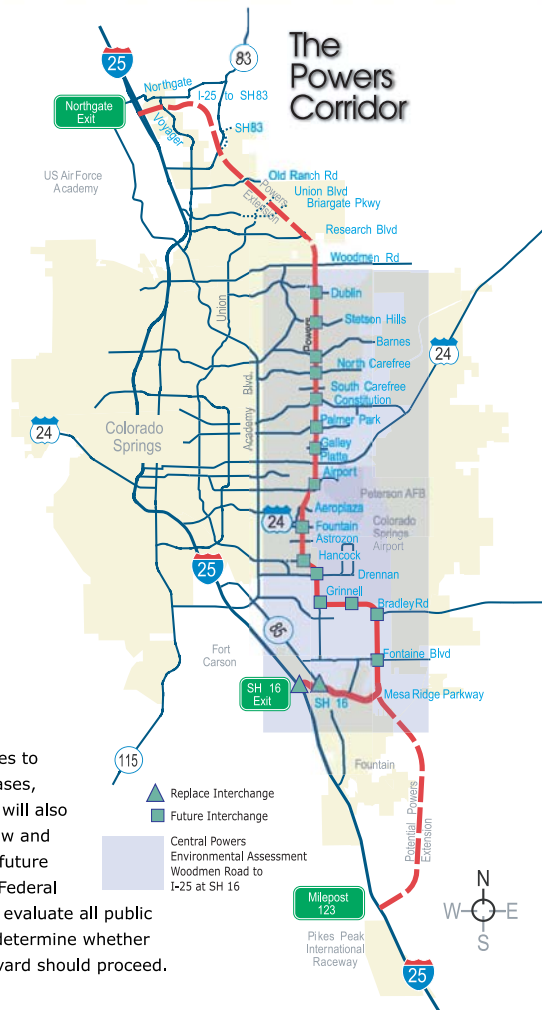 The
Powers
Corridor
25
83
Northgate
I-25 to SH83
Northgate
Exit
Voyager
SH83
US Air Force
Academy
Old Ranch Rd
Union Blvd
Powers
Extension
Briargate Pkwy
Research Blvd
Woodmen Rd
Union
Dublin
Stetson Hills
Powers
Barnes
24
North Carefree
South Carefree
Academy Blvd.
Constitution
24
Colorado
Springs
Palmer Park
Galley
Platte
Airport
Peterson AFB
Aeroplaza
24
Fountain
Colorado
Springs
Airport
Astrozon
25
Hancock
Drennan
Grinnell
Bradley Rd
85
Fort
Carson
Fontaine Blvd
SH 16
Exit
SH 16
Mesa Ridge Parkway
115
Fountain
Potential Powers
Extension
es to
ases,
will also
w and
future
Federal
evaluate all public
determine whether
vard should proceed.
Replace Interchange
Future Interchange
Central Powers
Environmental Assessment
Woodmen Road to
I-25 at SH 16
Milepost
123
Pikes Peak
International
Raceway
25
N
W
E
S